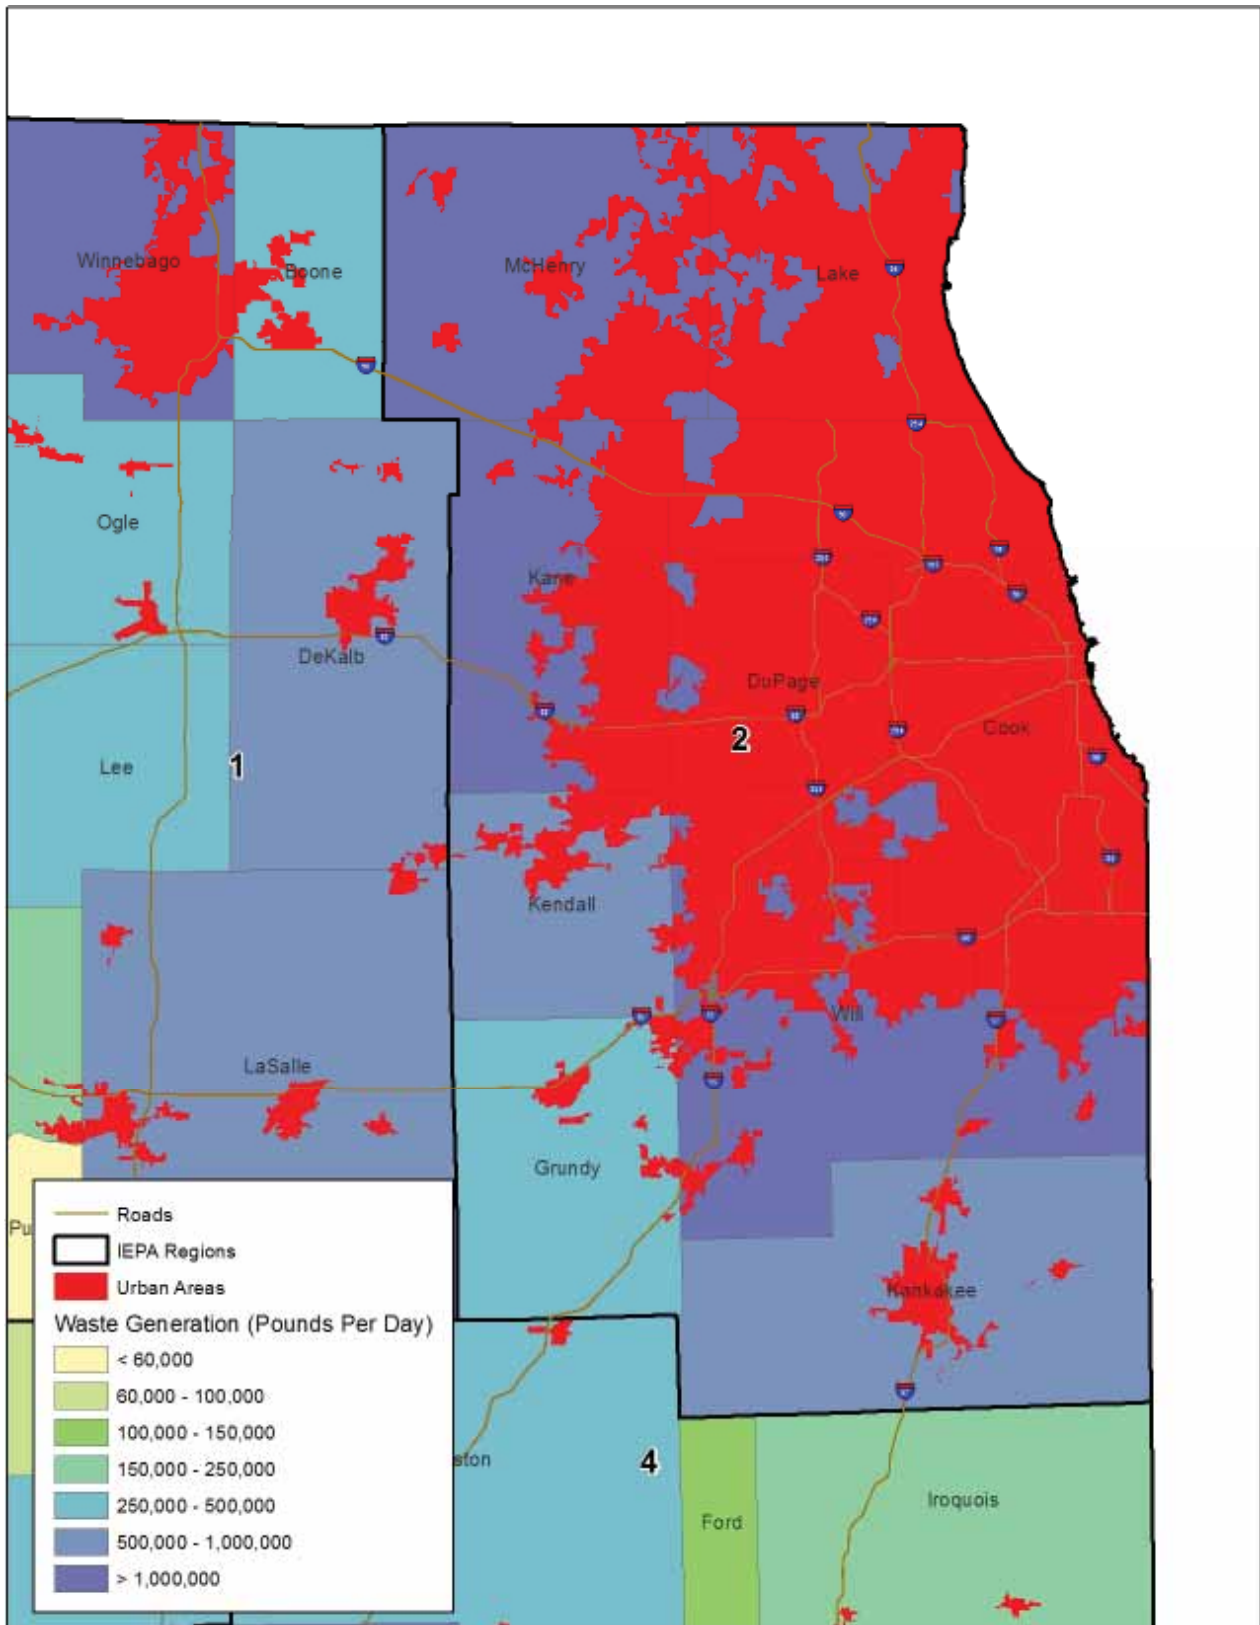 Winnebago
Boone
McHenry
Lake
Ogle
Kane
DeKalb
DuPage
Cook
Lee
1
2
Kendall
Will
LaSalle
Grundy
Pu
Kankakee
ston
4
Iroquois
Ford
Roads
IEPA Regions
Urban Areas
Waste Generation (Pounds Per Day)
< 60,000
60,000 - 100,000
100,000 - 150,000
150,000 - 250,000
250,000 - 500,000
500,000 - 1,000,000
> 1,000,000